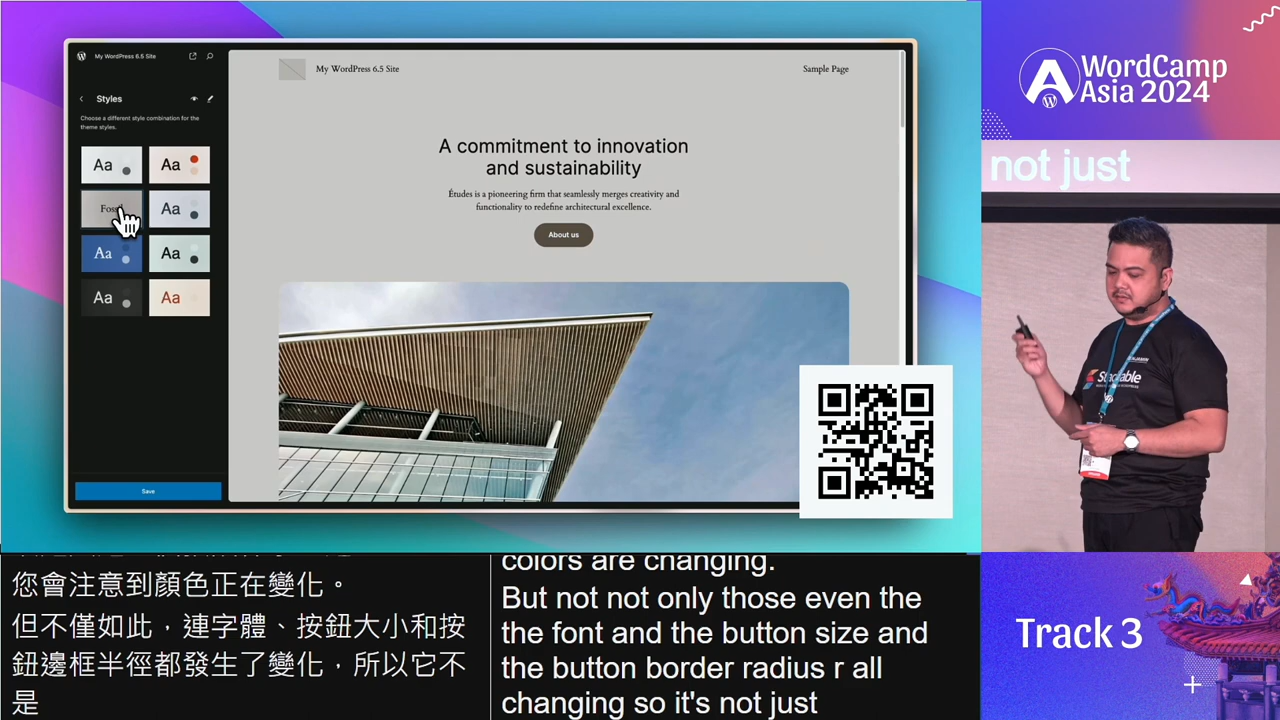 My WordPress 6.5 Site
Styles
Choose a different style combination for the
theme styles.
Aa
Aa
Aa
Aa
Aa
Aa
Aa
Save
My WordPress 6.5 Site
Sample Page
A commitment to innovation
and sustainability
Études is a pioneering firm that seamlessly merges creativity and
functionality to redefine architectural excellence.
About us
WordCamp
Asia 2024
not just
BENJAMIN
Stackable
Track 3
您會注意到顏色正在變化。
但不僅如此，連字體、按鈕大小和按
鈕邊框半徑都發生了變化，所以它不
是
colors are changing.
But not not only those even the
the font and the button size and
the button border radius r all
changing so it's not just